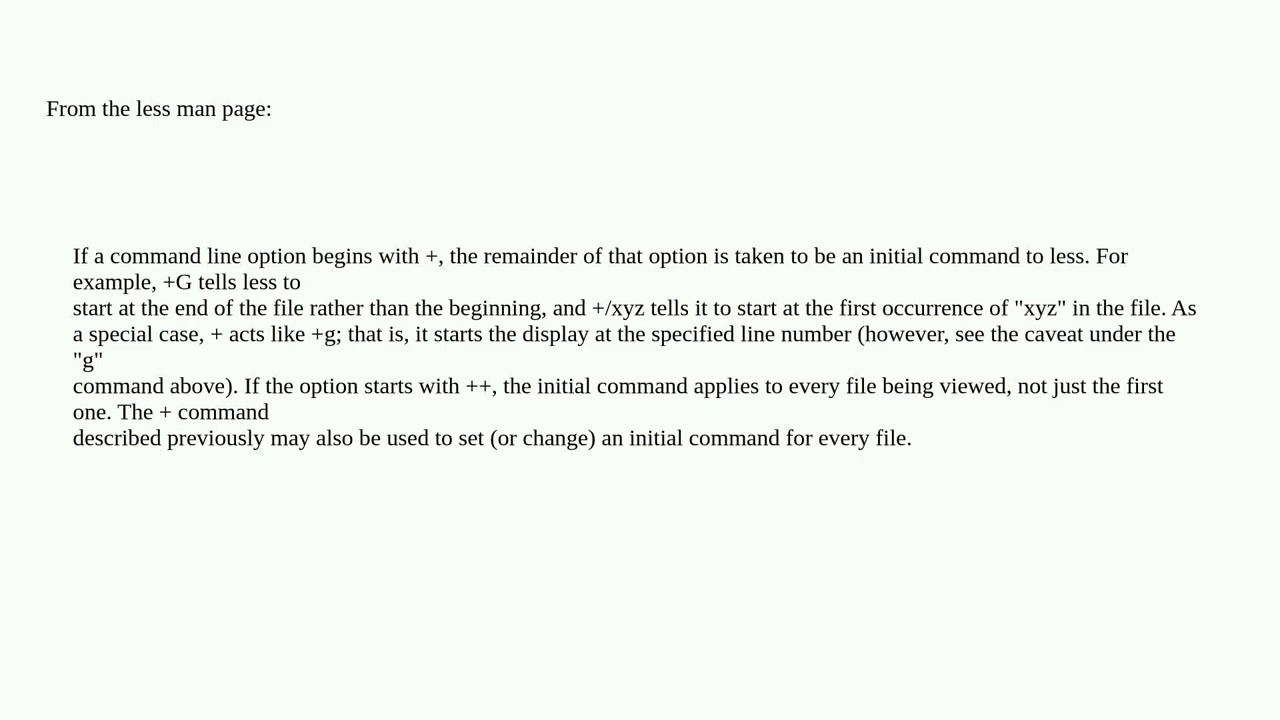 From the less man page:
If a command line option begins with +, the remainder of that option is taken to be an initial command to less. For
example, +G tells less to
start at the end of the file rather than the beginning, and +/xyz tells it to start at the first occurrence of "xyz" in the file. As
a special case, + acts like +g; that is, it starts the display at the specified line number (however, see the caveat under the
"g"
command above). If the option starts with ++, the initial command applies to every file being viewed, not just the first
one. The + command
described previously may also be used to set (or change) an initial command for every file.